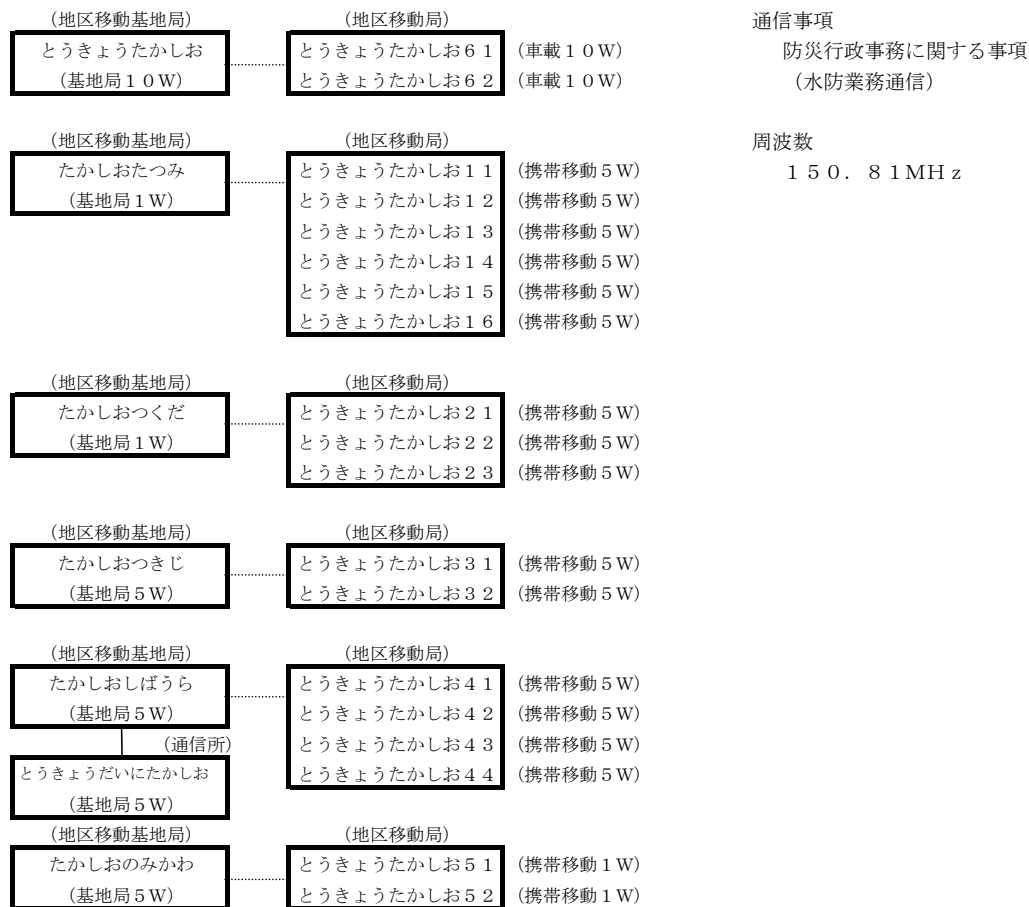 （地区移動基地局）　（地区移動局）　通信事項
とうきょうたかしお　とうきょうたかしお６１　（車載１０Ｗ）　防災行政事務に関する事項
（基地局１０Ｗ）　とうきょうたかしお６２　（車載１０Ｗ）　（水防業務通信）
（地区移動基地局）　（地区移動局）　周波数
たかしおたつみ　とうきょうたかしお１１　（携帯移動５Ｗ）　１５０．８１ＭＨｚ
（基地局１Ｗ）　とうきょうたかしお１２　（携帯移動５Ｗ）
とうきょうたかしお１３　（携帯移動５Ｗ）
とうきょうたかしお１４　（携帯移動５Ｗ）
とうきょうたかしお１５　（携帯移動５Ｗ）
とうきょうたかしお１６　（携帯移動５Ｗ）
（地区移動基地局）　（地区移動局）
たかしおつくだ　とうきょうたかしお２１　（携帯移動５Ｗ）
（基地局１Ｗ）　とうきょうたかしお２２　（携帯移動５Ｗ）
とうきょうたかしお２３　（携帯移動５Ｗ）
（地区移動基地局）　（地区移動局）
たかしおつきじ　とうきょうたかしお３１　（携帯移動５Ｗ）
（基地局５Ｗ）　とうきょうたかしお３２　（携帯移動５Ｗ）
（地区移動基地局）　（地区移動局）
たかしおしばうら　とうきょうたかしお４１　（携帯移動５Ｗ）
（基地局５Ｗ）　とうきょうたかしお４２　（携帯移動５Ｗ）
（通信所）　とうきょうたかしお４３　（携帯移動５Ｗ）
とうきょうだいにたかしお　とうきょうたかしお４４　（携帯移動５Ｗ）
（基地局５Ｗ）
（地区移動基地局）　（地区移動局）
たかしおのみかわ　とうきょうたかしお５１　（携帯移動１Ｗ）
（基地局５Ｗ）　とうきょうたかしお５２　（携帯移動１Ｗ）